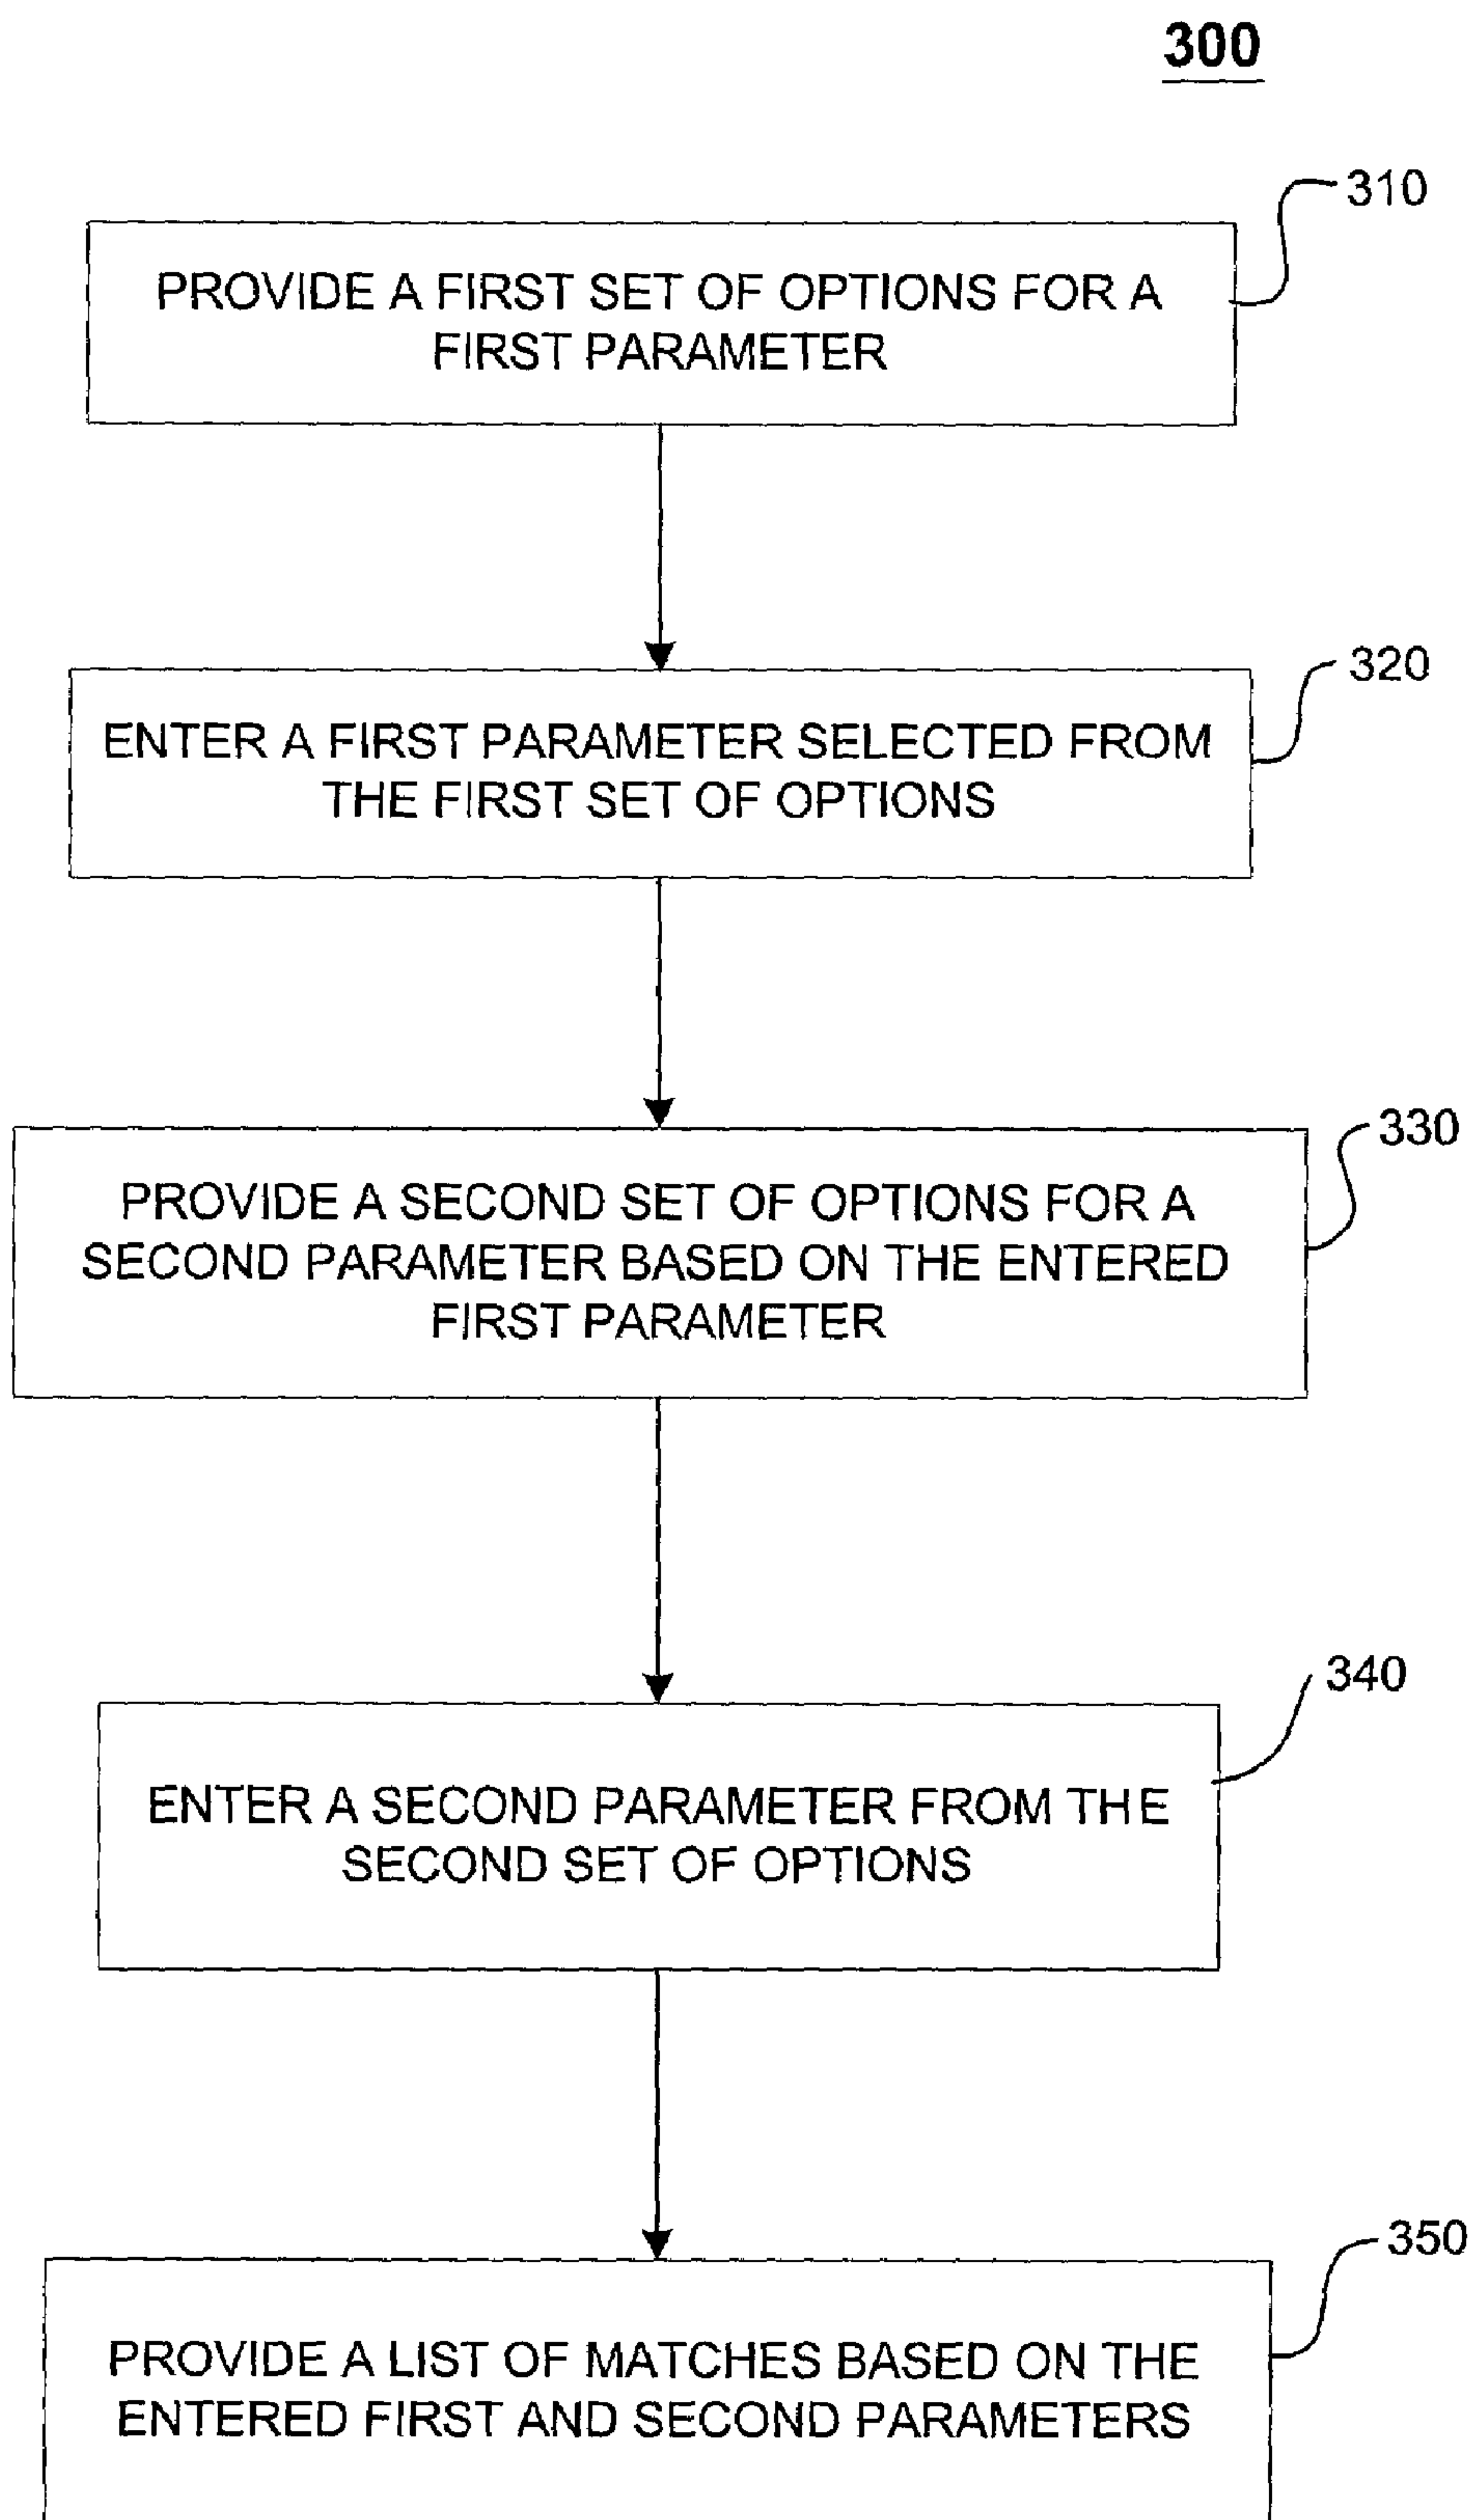 300
310
PROVIDE A FIRST SET OF OPTIONS FOR A
FIRST PARAMETER
320
ENTER A FIRST PARAMETER SELECTED FROM
THE FIRST SET OF OPTIONS
330
PROVIDE A SECOND SET OF OPTIONS FOR A
SECOND PARAMETER BASED ON THE ENTERED
FIRST PARAMETER
340
ENTER A SECOND PARAMETER FROM THE
SECOND SET OF OPTIONS
350
PROVIDE A LIST OF MATCHES BASED ON THE
ENTERED FIRST AND SECOND PARAMETERS